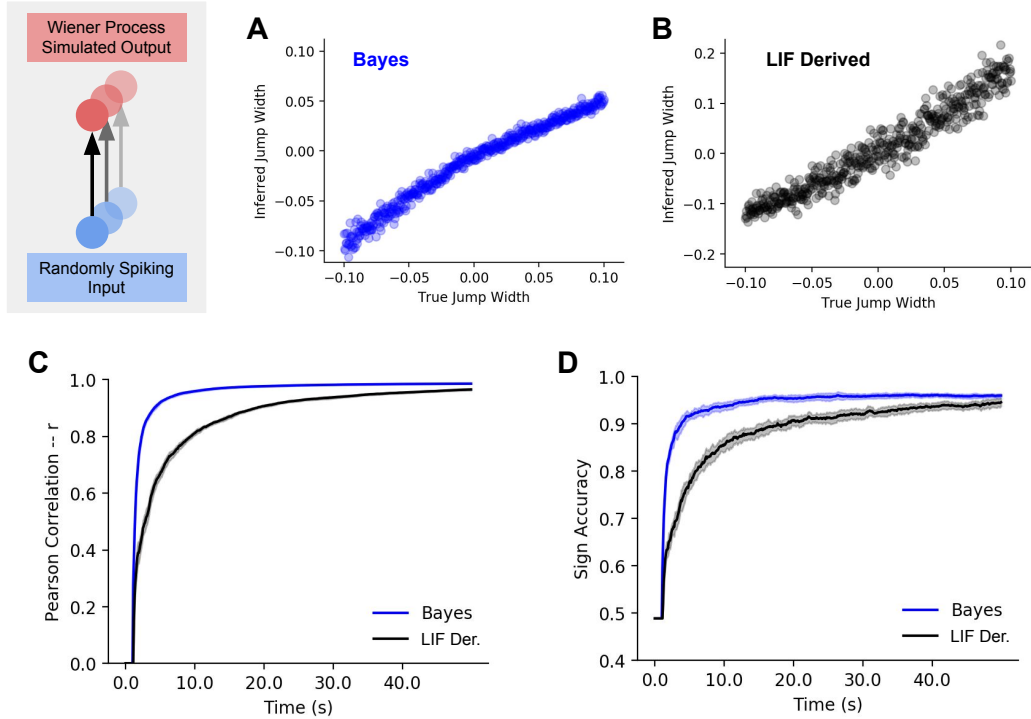 Wiener Process
Simulated Output
Randomly Spiking
Input
A
Bayes
0.10
0.05
0.00
−0.05
−0.10
Inferred Jump Width
−0.10
−0.05
0.00
0.05
0.10
True Jump Width
B
LIF Derived
0.2
0.1
0.0
−0.1
−0.2
Inferred Jump Width
−0.10
−0.05
0.00
0.05
0.10
True Jump Width
C
1.0
0.8
0.6
0.4
0.2
0.0
Pearson Correlation -- r
Bayes
LIF Der.
0.0
10.0
20.0
30.0
40.0
Time (s)
D
1.0
0.9
0.8
0.7
0.6
0.5
0.4
Sign Accuracy
Bayes
LIF Der.
0.0
10.0
20.0
30.0
40.0
Time (s)